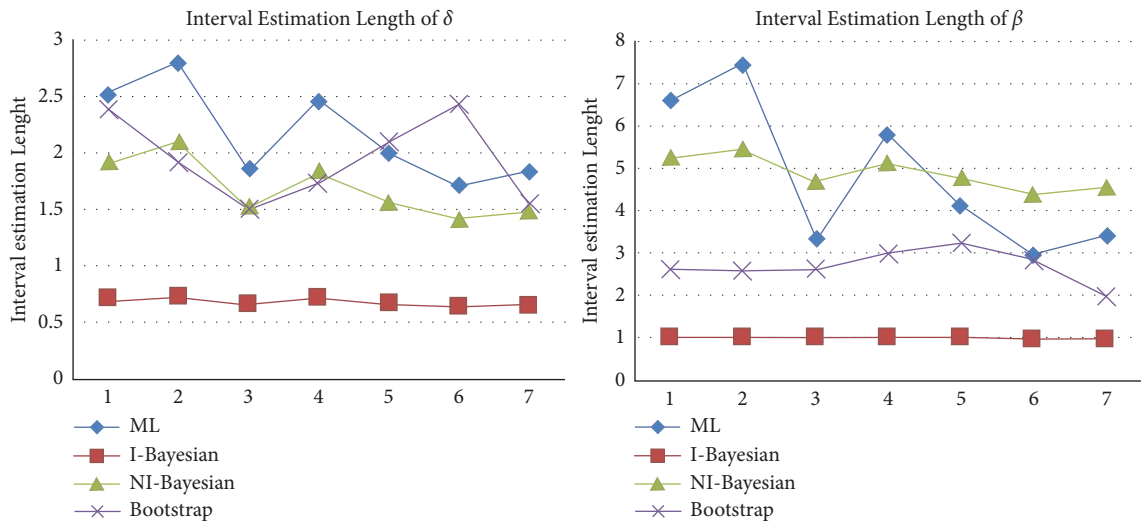 Interval Estimation Length of δ
Interval estimation Lenght
3
2.5
2
1.5
1
0.5
0
1 2 3 4 5 6 7
ML
I-Bayesian
NI-Bayesian
Bootstrap
Interval Estimation Length of β
Interval estimation Lenght
8
7
6
5
4
3
2
1
0
1 2 3 4 5 6 7
ML
I-Bayesian
NI-Bayesian
Bootstrap